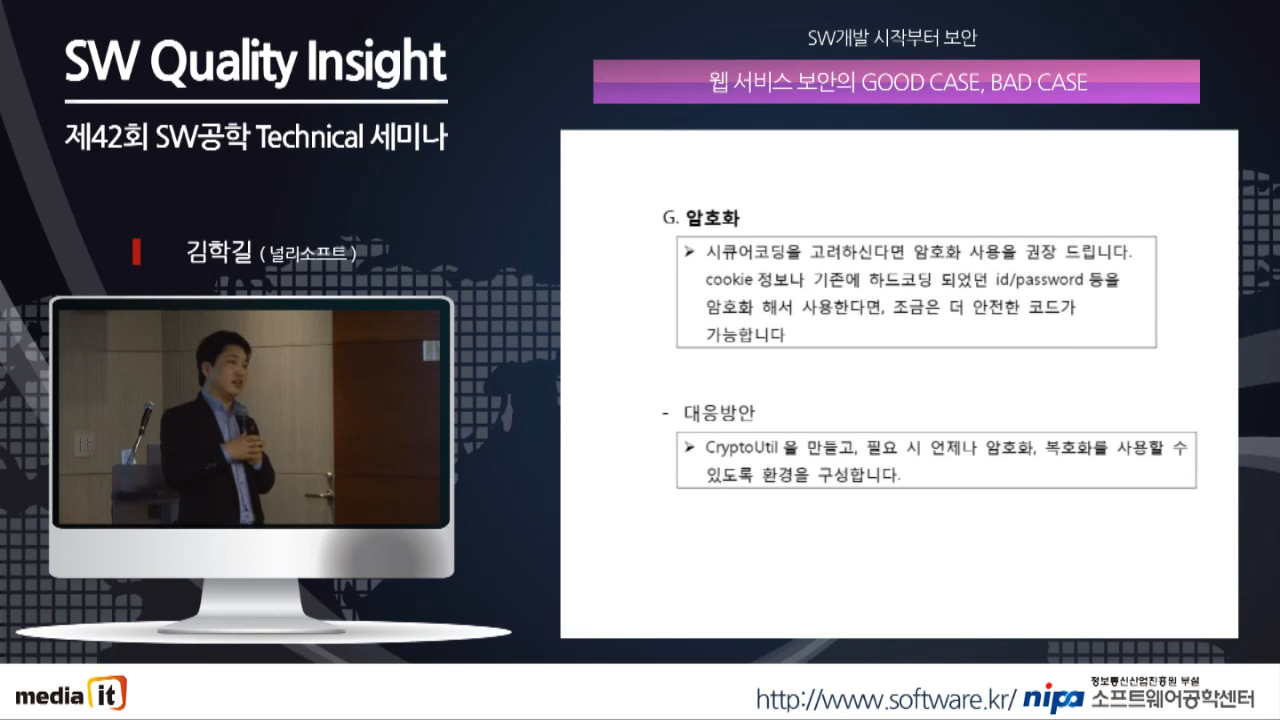 SW Quality Insight
제42회 SW공학 Technical 세미나
김학길 ( 널리소프트 )
SW개발 시작부터 보안
웹 서비스 보안의 GOOD CASE, BAD CASE
G. 암호화
➤ 시큐어코딩을 고려하신다면 암호화 사용을 권장 드립니다.
cookie 정보나 기존에 하드코딩 되었던 id/password 등을
암호화 해서 사용한다면, 조금은 더 안전한 코드가
가능합니다
- 대응방안
➤ CryptoUtil 을 만들고, 필요 시 언제나 암호화, 복호화를 사용할 수
있도록 환경을 구성합니다.
media it
http://www.software.kr/
nipa
정보통신산업진흥원 부설
소프트웨어공학센터